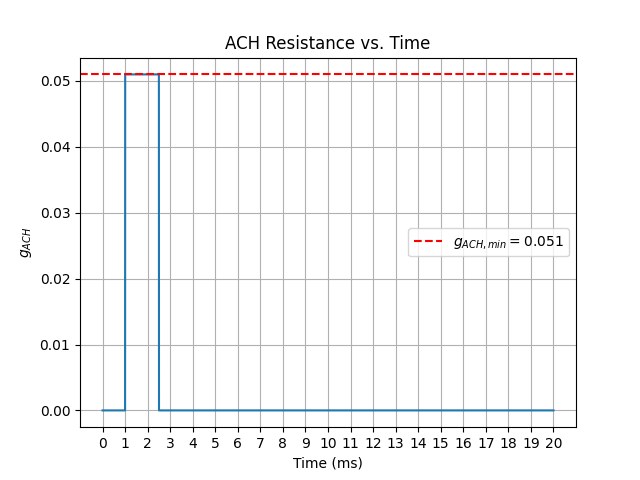 ACH Resistance vs. Time
0.05
0.04
0.03
0.02
0.01
0.00
g_{ACH}
g_{ACH,min} = 0.051
0 1 2 3 4 5 6 7 8 9 10 11 12 13 14 15 16 17 18 19 20
Time (ms)